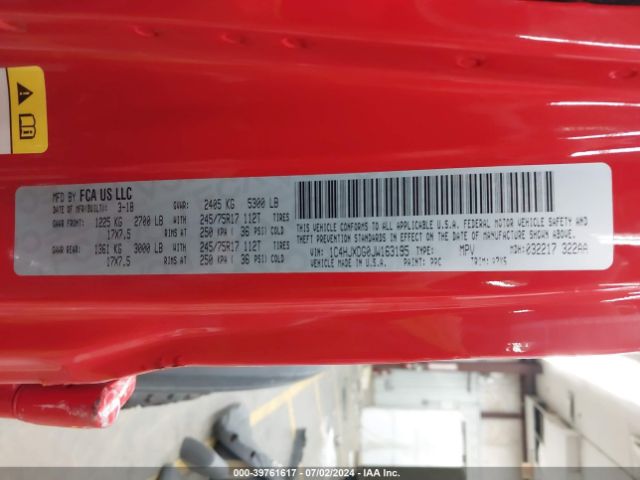 MFD BY FCA US LLC GVWR: 2405 KG 5300 LB
DATE OF MFR/BUILT: 3-18
GAWR FRONT: 1225 KG 2700 LB WITH 245/75R17 112T TIRES
17X7.5 RIMS AT 250 KPA ( 36 PSI COLD)
GAWR REAR: 1361 KG 3000 LB WITH 245/75R17 112T TIRES
17X7.5 RIMS AT 250 KPA ( 36 PSI COLD)
THIS VEHICLE CONFORMS TO ALL APPLICABLE U.S.A. FEDERAL MOTOR VEHICLE SAFETY AND
THEFT PREVENTION STANDARDS IN EFFECT ON THE DATE OF MANUFACTURE SHOWN ABOVE.
VIN: 1C4HJXDG0JW163195 TYPE: MPV MDH:032217 322AA
VEHICLE MADE IN U.S.A. PAINT: PRC TRIM:
000-39761617 • 07/02/2024 • IAA Inc.